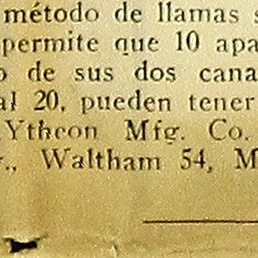 método de llamas s
permite que 10 apa
o de sus dos cana
al 20, pueden tener
Ytheon Mfg. Co.
., Waltham 54, M